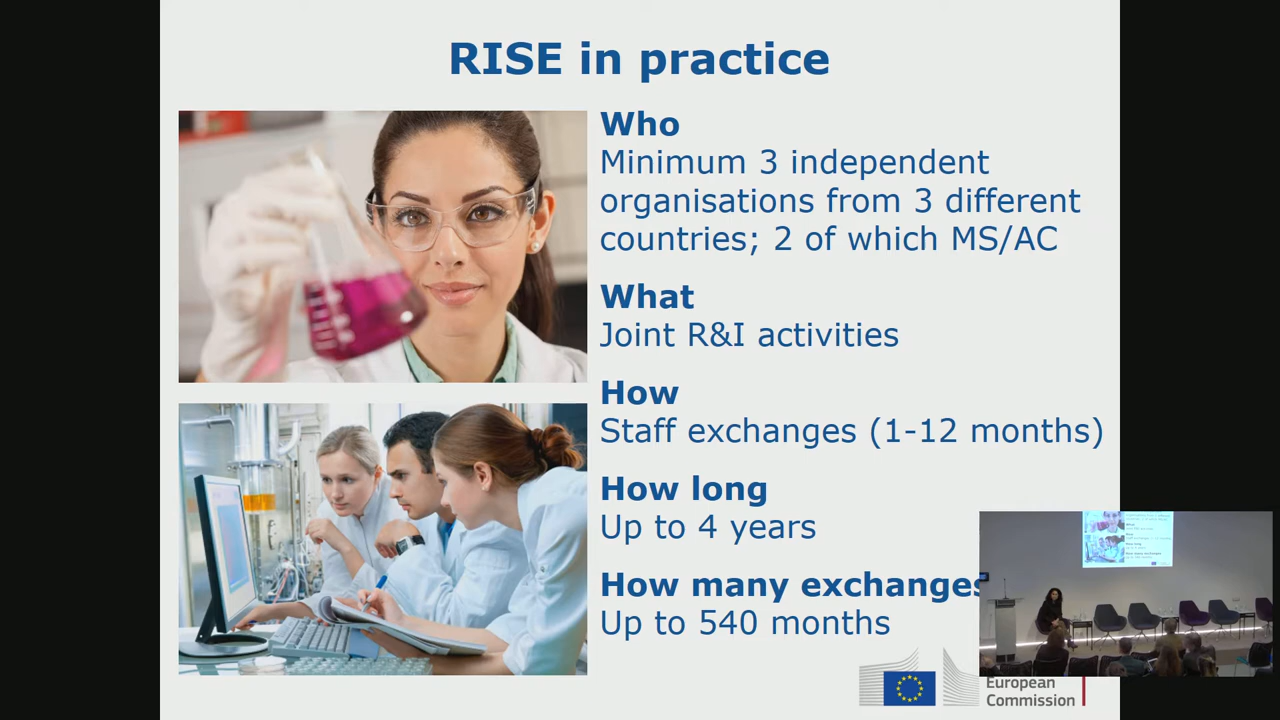 RISE in practice
Who
Minimum 3 independent
organisations from 3 different
countries; 2 of which MS/AC
What
Joint R&I activities
How
Staff exchanges (1-12 months)
How long
Up to 4 years
How many exchanges
Up to 540 months
European
Commission